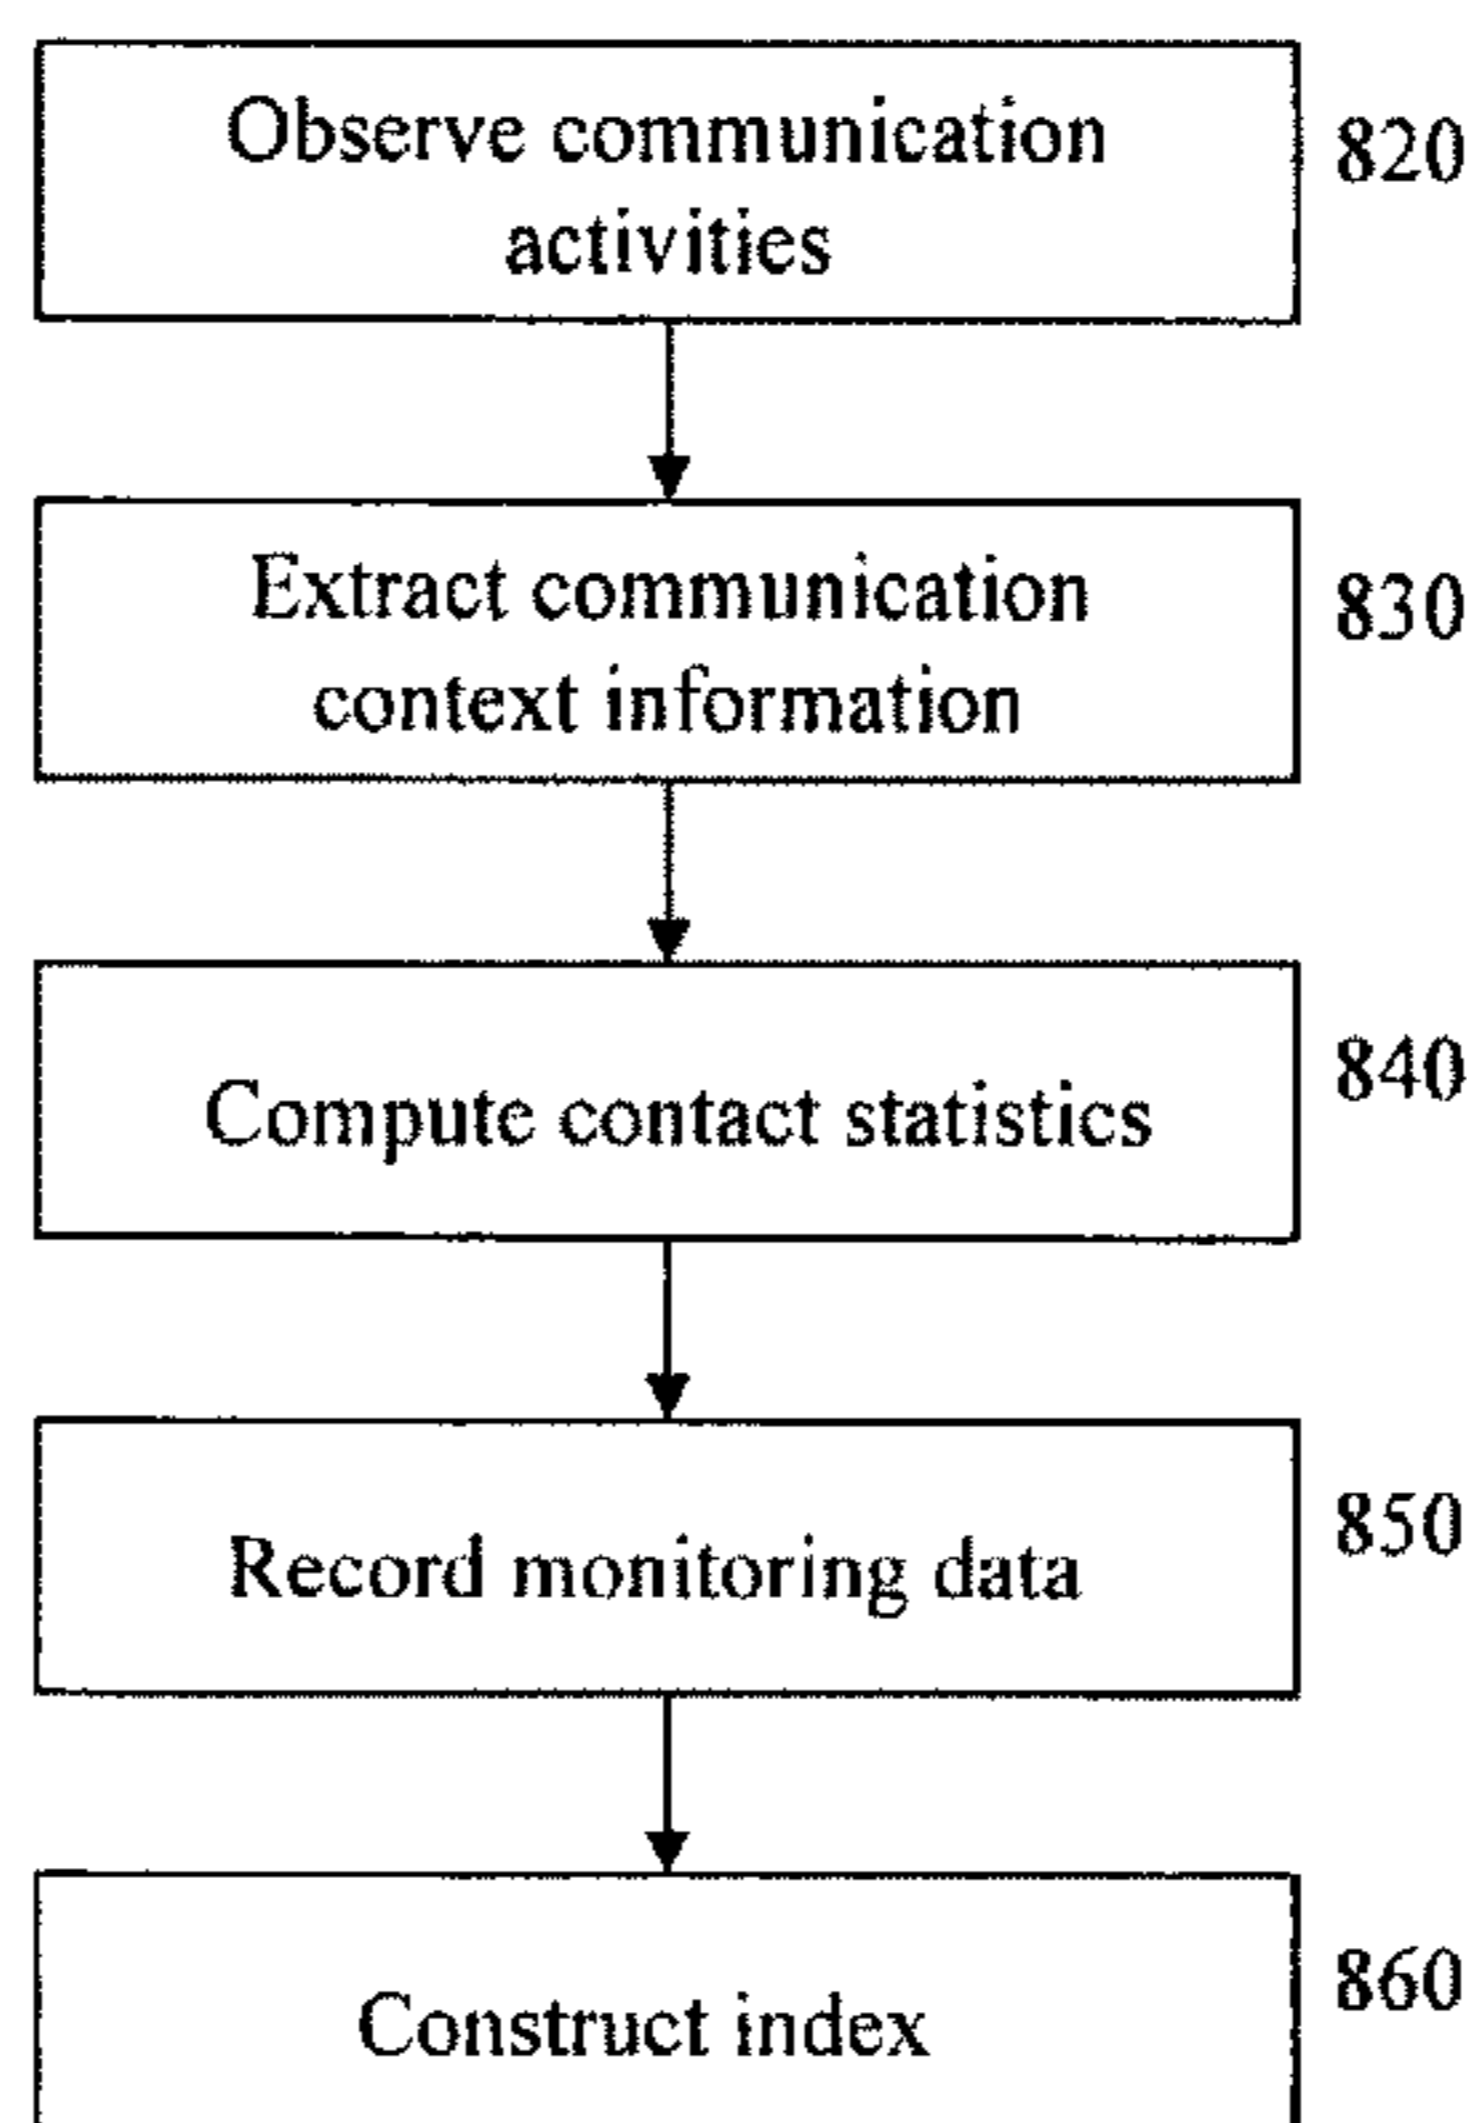 Observe communication
activities
820
Extract communication
context information
830
Compute contact statistics
840
Record monitoring data
850
Construct index
860